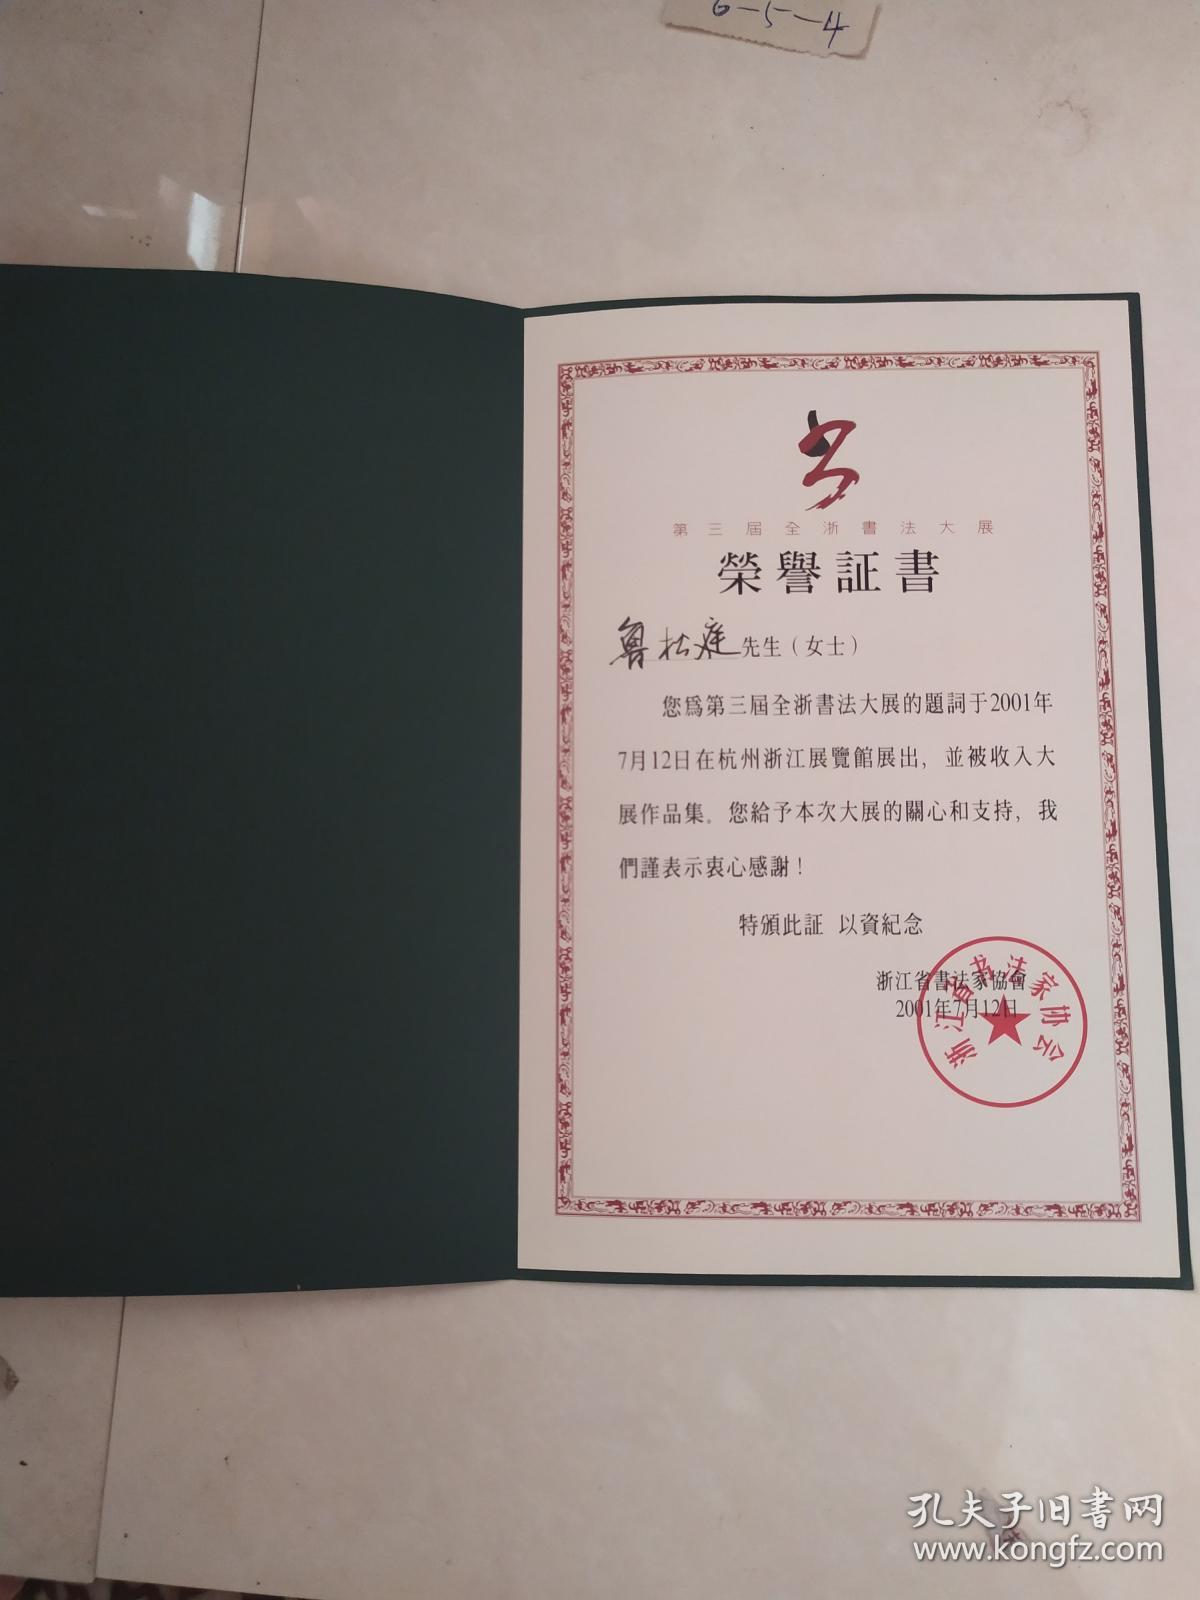 6-5-4
第三屆全浙書法大展
榮譽証書
魯松庭先生（女士）
您爲第三屆全浙書法大展的題詞于2001年
7月12日在杭州浙江展覽館展出，並被收入大
展作品集。您給予本次大展的關心和支持，我
們謹表示衷心感謝！
特頒此証 以資紀念
浙江省書法家協會
2001年7月12日
浙江省书法家协会
孔夫子旧书网
www.kongfz.com